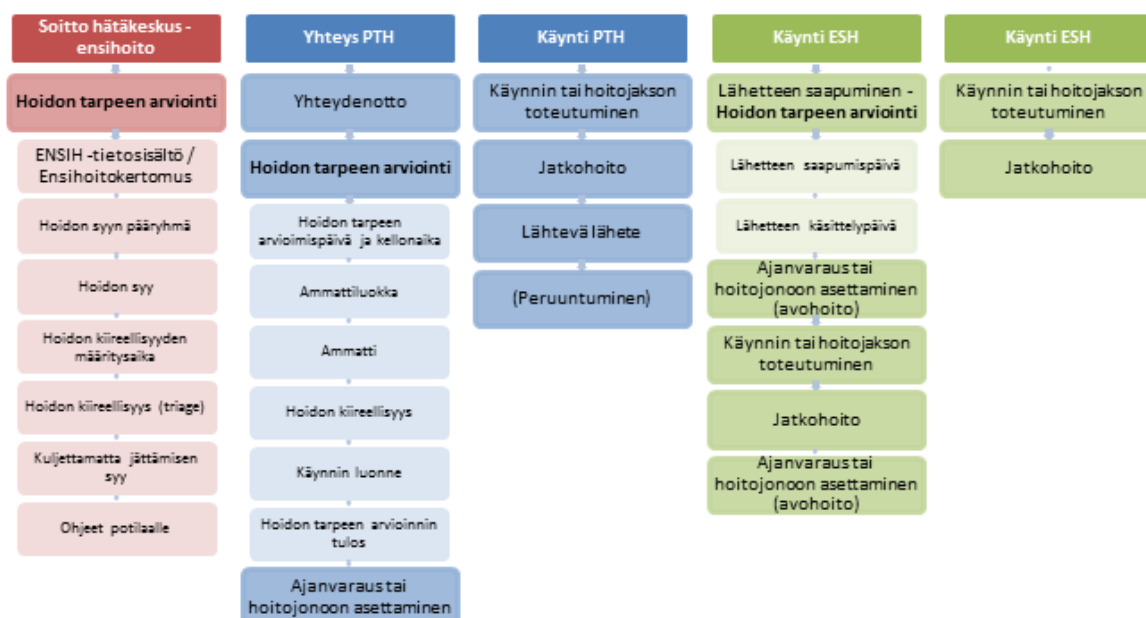 Soitto hätäkeskus -
ensihoito
Hoidon tarpeen arviointi
ENSIH -tietosisältö /
Ensihoitokertomus
Hoidon syyn pääryhmä
Hoidon syy
Hoidon kiireellisyyden
määritysaika
Hoidon kiireellisyys (triage)
Kuljettamatta jättämisen
syy
Ohjeet potilaalle
Yhteys PTH
Yhteydenotto
Hoidon tarpeen arviointi
Hoidon tarpeen
arvioimispäivä ja kellonaika
Ammattiluokka
Ammatti
Hoidon kiireellisyys
Käynnin luonne
Hoidon tarpeen arvioinnin
tulos
Ajanvaraus tai
hoitojonoon asettaminen
Käynti PTH
Käynnin tai hoitojakson
toteutuminen
Jatkohoito
Lähtevä lähete
(Peruuntuminen)
Käynti ESH
Lähetteen saapuminen -
Hoidon tarpeen arviointi
Lähetteen saapumispäivä
Lähetteen käsittelypäivä
Ajanvaraus tai
hoitojonoon asettaminen
(avohoito)
Käynnin tai hoitojakson
toteutuminen
Jatkohoito
Ajanvaraus tai
hoitojonoon asettaminen
(avohoito)
Käynti ESH
Käynnin tai hoitojakson
toteutuminen
Jatkohoito